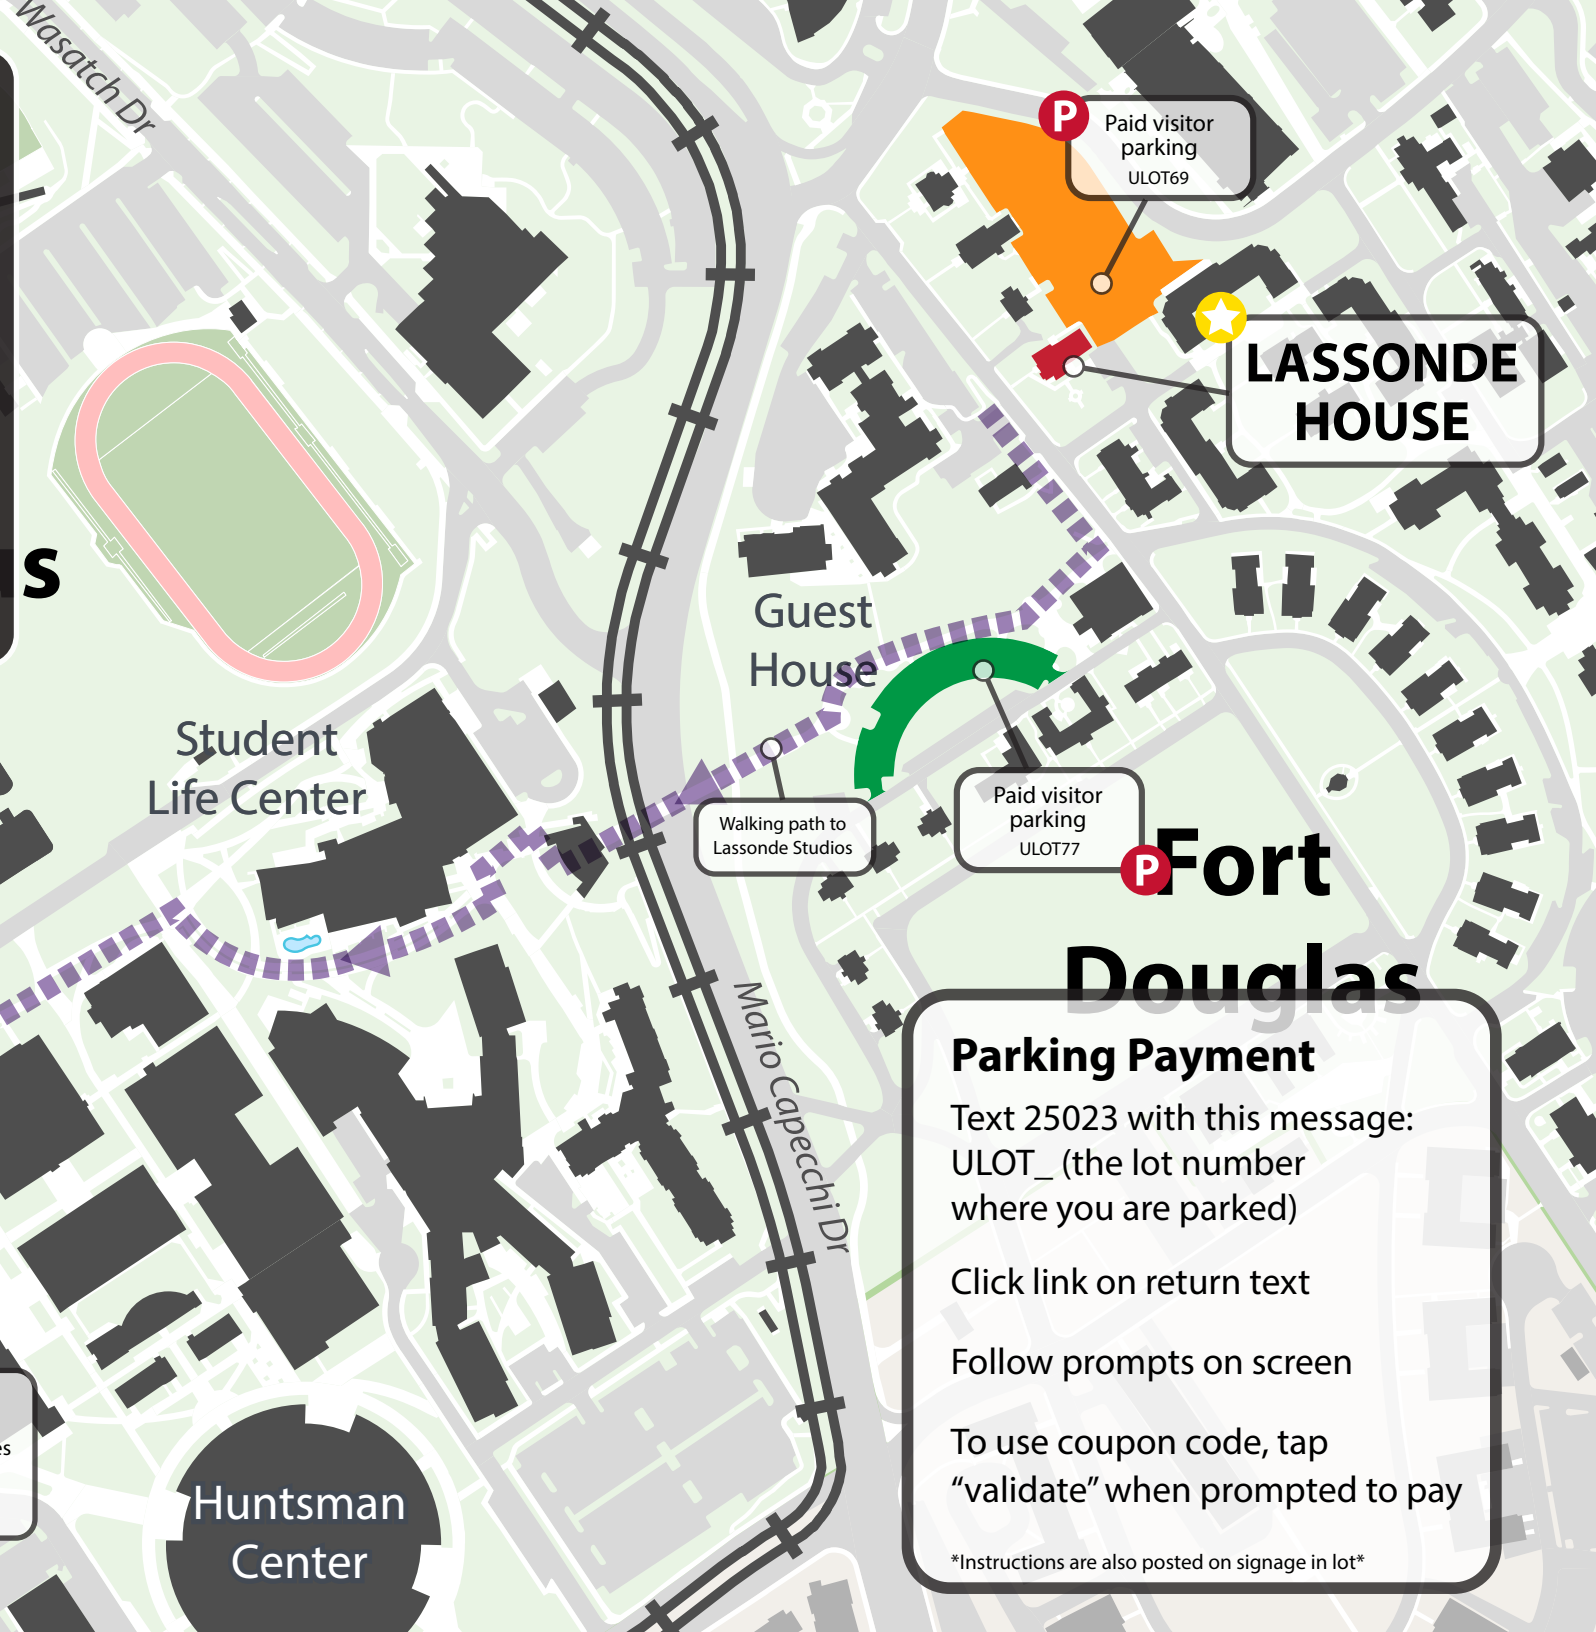 Wasatch Dr
P
Paid visitor
parking
ULOT69
LASSONDE
HOUSE
s
Guest
House
Student
Life Center
Walking path to
Lassonde Studios
Paid visitor
parking
ULOT77
P
Fort
Douglas
Mario Capecchi Dr
Parking Payment
Text 25023 with this message:
ULOT_ (the lot number
where you are parked)
Click link on return text
Follow prompts on screen
To use coupon code, tap
“validate” when prompted to pay
*Instructions are also posted on signage in lot*
es
Huntsman
Center